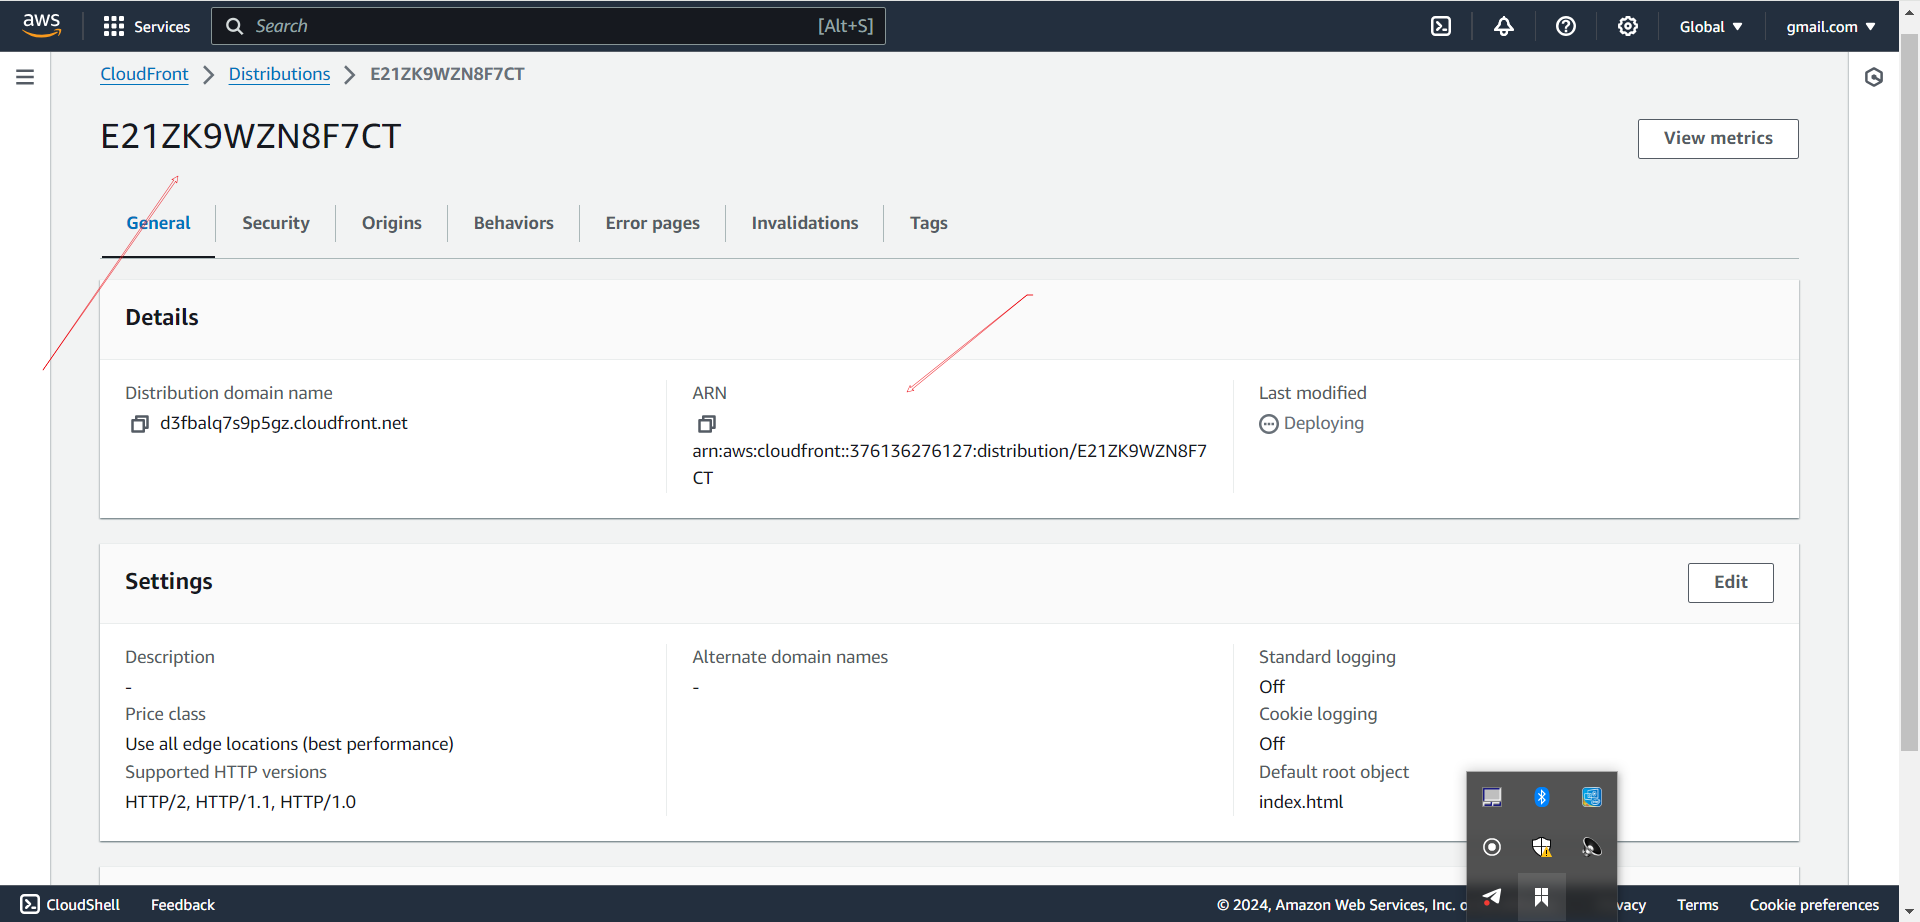 aws
Services
Search
[Alt+S]
Global
gmail.com
CloudFront
Distributions
E21ZK9WZN8F7CT
E21ZK9WZN8F7CT
View metrics
General
Security
Origins
Behaviors
Error pages
Invalidations
Tags
Details
Distribution domain name
d3fbalq7s9p5gz.cloudfront.net
ARN
arn:aws:cloudfront::376136276127:distribution/E21ZK9WZN8F7
CT
Last modified
Deploying
Settings
Edit
Description
-
Price class
Use all edge locations (best performance)
Supported HTTP versions
HTTP/2, HTTP/1.1, HTTP/1.0
Alternate domain names
-
Standard logging
Off
Cookie logging
Off
Default root object
index.html
CloudShell
Feedback
© 2024, Amazon Web Services, Inc.
Terms
Cookie preferences